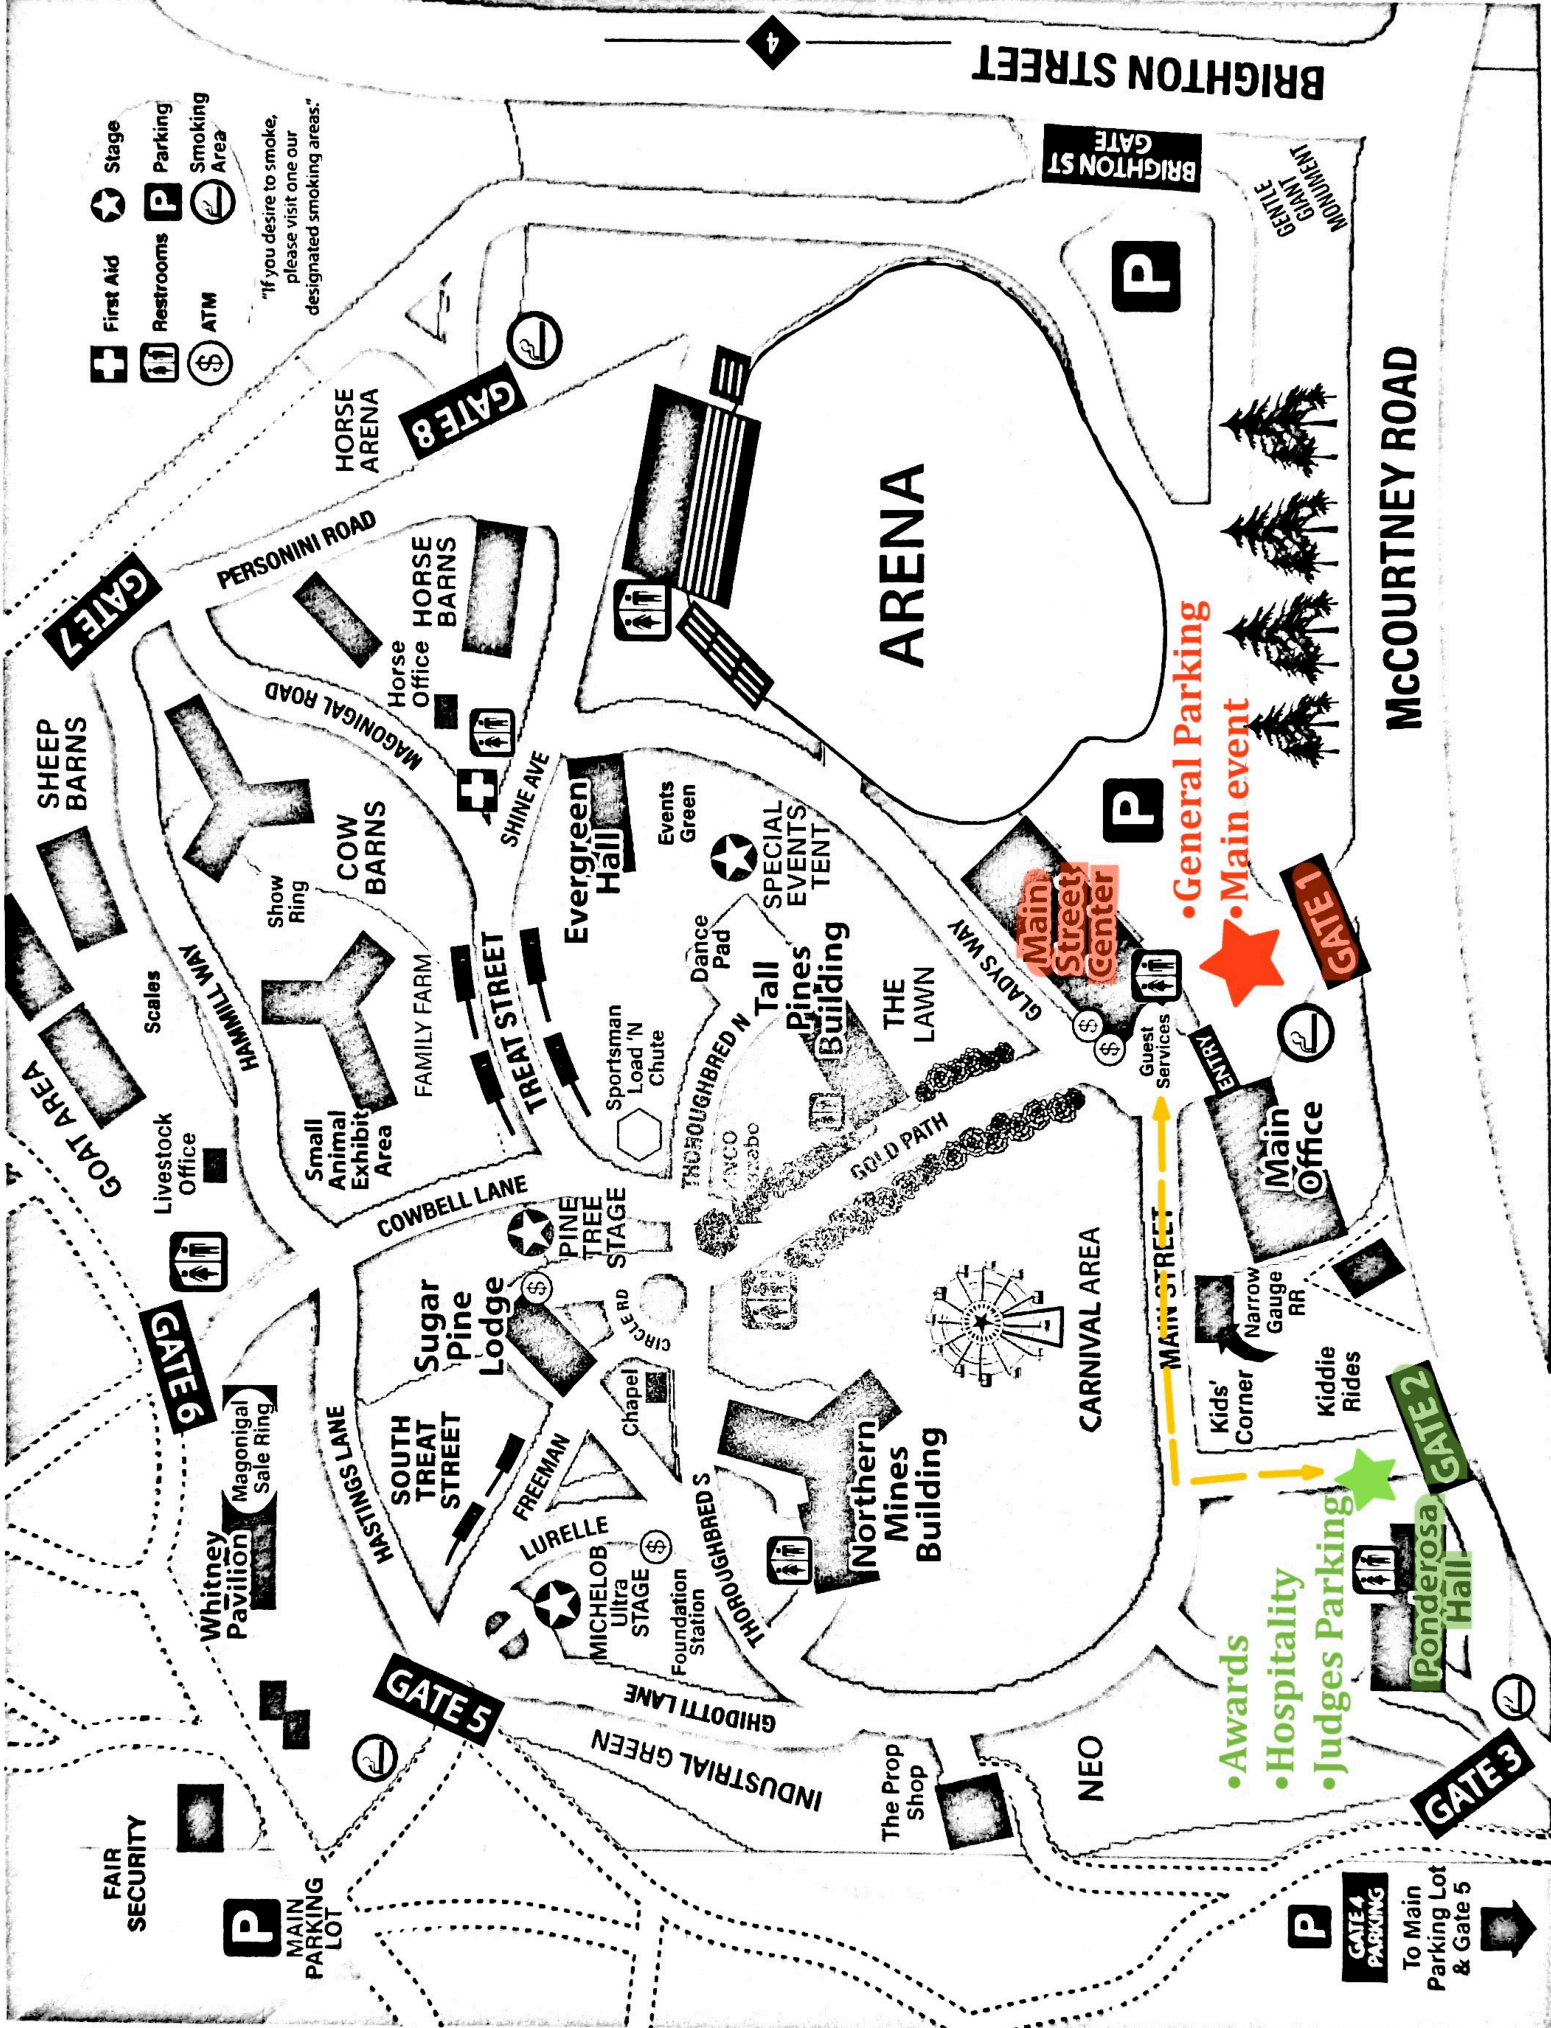 FAIR
SECURITY
P
MAIN
PARKING
LOT
Whitney
Pavilion
Magonigal
Sale Ring
GATE 6
Livestock
Office
GOAT AREA
Scales
SHEEP
BARNS
GATE 7
First Aid
Stage
Restrooms
P
Parking
$
ATM
Smoking
Area
"If you desire to smoke,
please visit one our
designated smoking areas."
HAMMILL WAY
Show
Ring
COW
BARNS
Small
Animal
Exhibit
Area
FAMILY FARM
PERSONINI ROAD
MAGONIGAL ROAD
HORSE
ARENA
GATE 8
Horse
Office
HORSE
BARNS
GATE 5
HASTINGS LANE
SOUTH
TREAT
STREET
Sugar
Pine
Lodge
$
COWBELL LANE
TREAT STREET
SHINE AVE
FREEMAN
LURELLE
MICHELOB
Ultra
STAGE
$
Foundation
Station
Chapel
CIRCLE RD
PINE
TREE
STAGE
Sportsman
Load 'N
Chute
Evergreen
Hall
Events
Green
Dance
Pad
SPECIAL
EVENTS
TENT
THOROUGHBRED N
THOROUGHBRED S
GHIDOTTI LANE
INDUSTRIAL GREEN
Tall
Pines
Building
THE
LAWN
GOLD PATH
GLADYS WAY
Northern
Mines
Building
The Prop
Shop
NEO
CARNIVAL AREA
ARENA
Main
Street
Center
$
$
Guest
Services
ENTRY
MAIN STREET
Main
Office
Narrow
Gauge
RR
Kids'
Corner
Kiddie
Rides
P
•General Parking
•Main event
GATE 1
GATE 2
•Awards
•Hospitality
•Judges Parking
Ponderosa
Hall
GATE 3
P
GATE 4
PARKING
To Main
Parking Lot
& Gate 5
P
BRIGHTON ST
GATE
GENTLE
GIANT
MONUMENT
4
BRIGHTON STREET
McCOURTNEY ROAD